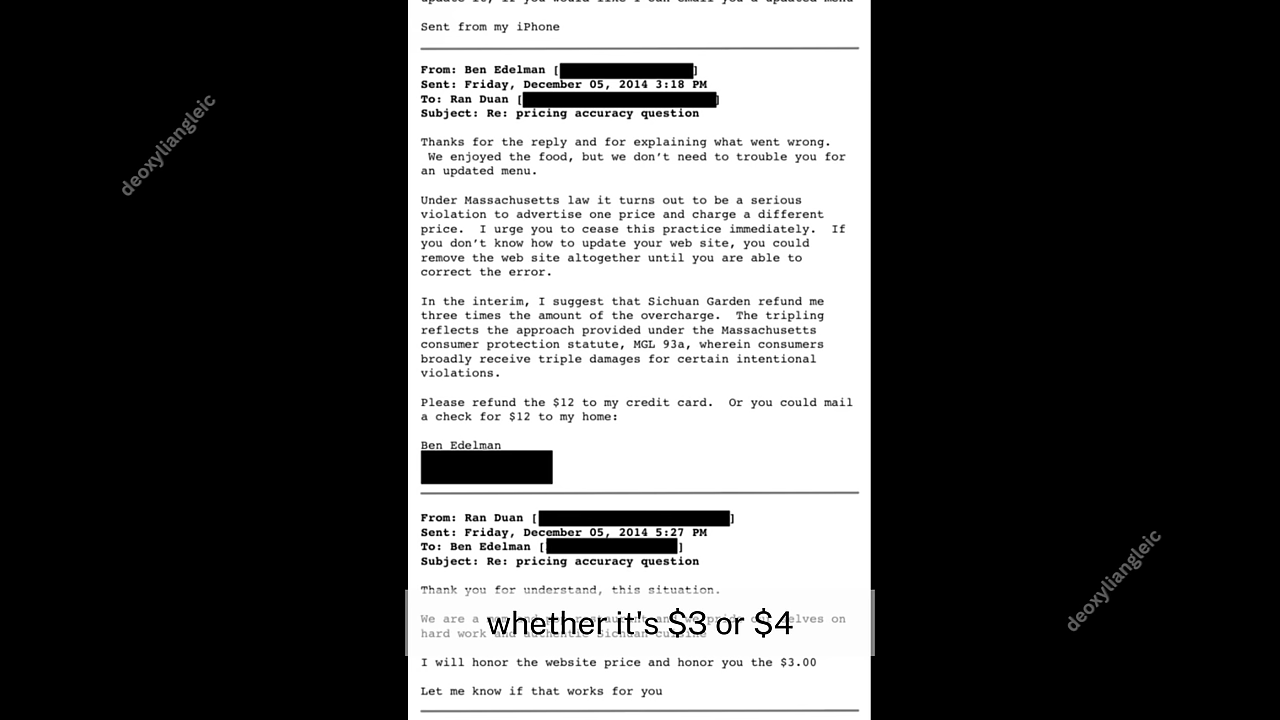 Sent from my iPhone
From: Ben Edelman [ ]
Sent: Friday, December 05, 2014 3:18 PM
To: Ran Duan [ ]
Subject: Re: pricing accuracy question
Thanks for the reply and for explaining what went wrong.
We enjoyed the food, but we don't need to trouble you for
an updated menu.
Under Massachusetts law it turns out to be a serious
violation to advertise one price and charge a different
price.  I urge you to cease this practice immediately.  If
you don't know how to update your web site, you could
remove the web site altogether until you are able to
correct the error.
In the interim, I suggest that Sichuan Garden refund me
three times the amount of the overcharge.  The tripling
reflects the approach provided under the Massachusetts
consumer protection statute, MGL 93a, wherein consumers
broadly receive triple damages for certain intentional
violations.
Please refund the $12 to my credit card.  Or you could mail
a check for $12 to my home:
Ben Edelman
From: Ran Duan [ ]
Sent: Friday, December 05, 2014 5:27 PM
To: Ben Edelman [ ]
Subject: Re: pricing accuracy question
Thank you for understand, this situation.
We are a
elves on
hard work
whether it's $3 or $4
I will honor the website price and honor you the $3.00
Let me know if that works for you
deoxyliangleic
deoxyliangleic